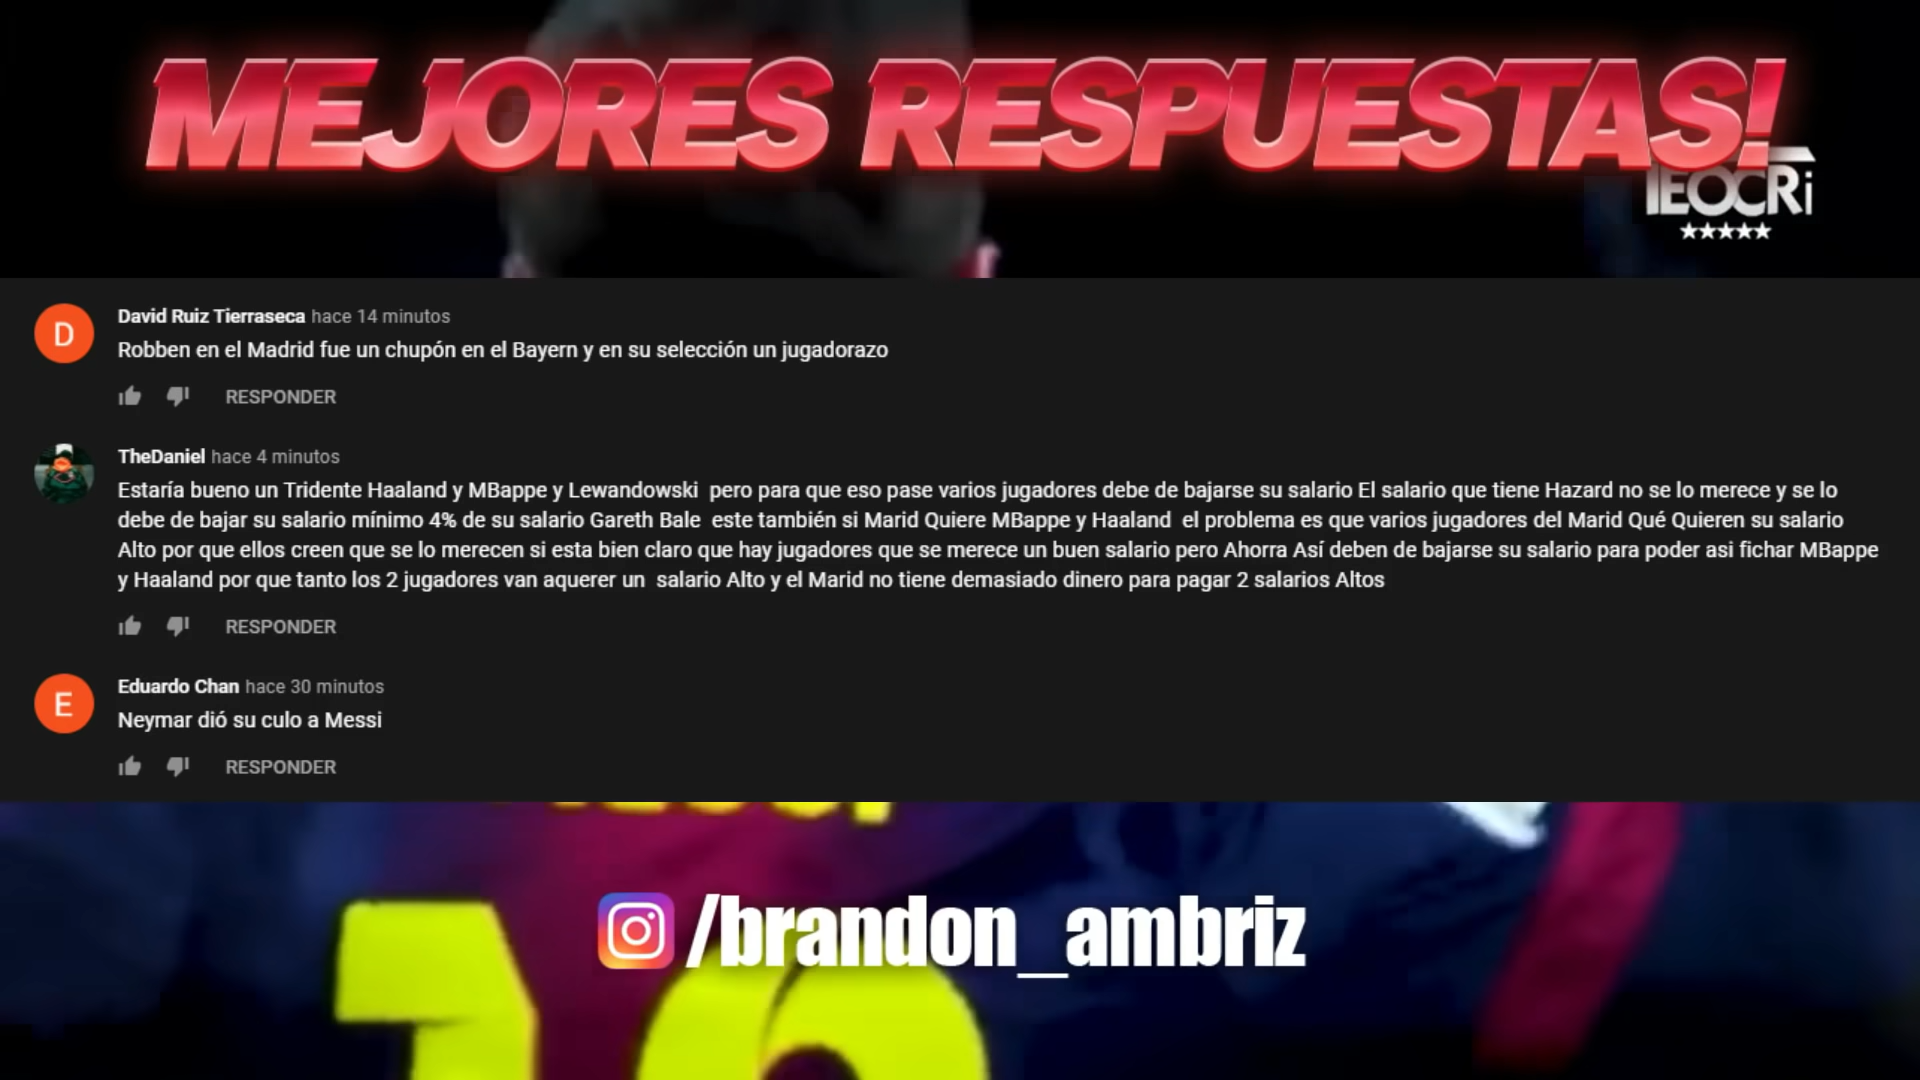 MEJORES RESPUESTAS!
TEOCRi
D
David Ruiz Tierraseca hace 14 minutos
Robben en el Madrid fue un chupón en el Bayern y en su selección un jugadorazo
RESPONDER
TheDaniel hace 4 minutos
Estaría bueno un Tridente Haaland y MBappe y Lewandowski pero para que eso pase varios jugadores debe de bajarse su salario El salario que tiene Hazard no se lo merece y se lo
debe de bajar su salario mínimo 4% de su salario Gareth Bale este también si Marid Quiere MBappe y Haaland el problema es que varios jugadores del Marid Qué Quieren su salario
Alto por que ellos creen que se lo merecen si esta bien claro que hay jugadores que se merece un buen salario pero Ahorra Así deben de bajarse su salario para poder asi fichar MBappe
y Haaland por que tanto los 2 jugadores van aquerer un salario Alto y el Marid no tiene demasiado dinero para pagar 2 salarios Altos
RESPONDER
E
Eduardo Chan hace 30 minutos
Neymar dió su culo a Messi
RESPONDER
/brandon_ambriz
10